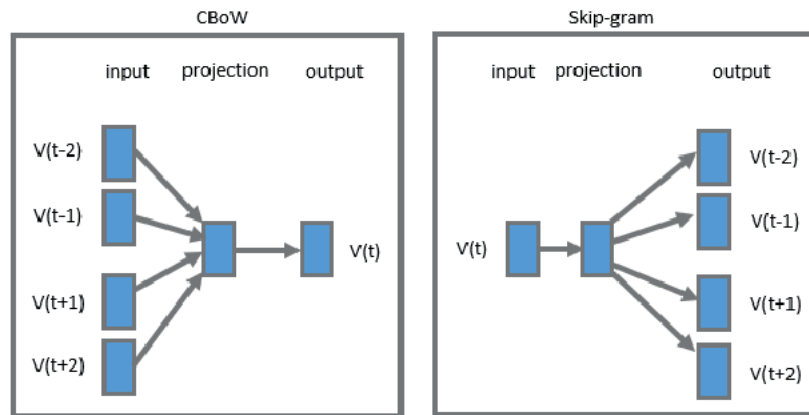 CBoW
input projection output
V(t-2)
V(t-1)
V(t)
V(t+1)
V(t+2)
Skip-gram
input projection output
V(t-2)
V(t-1)
V(t)
V(t+1)
V(t+2)